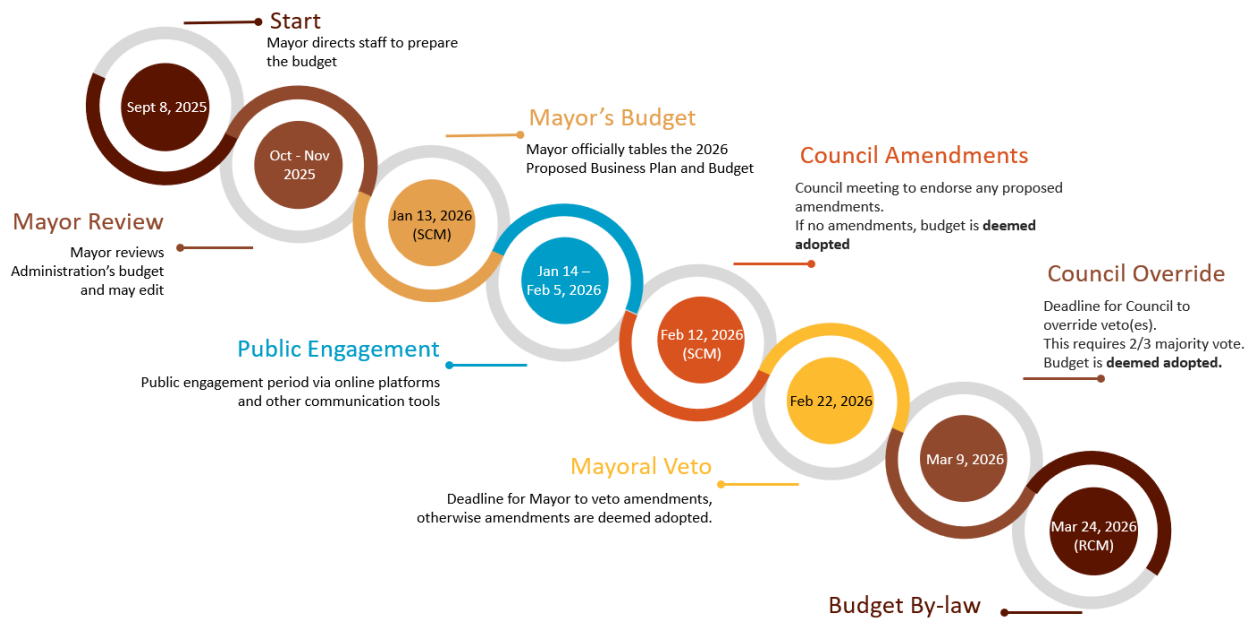 Start
Mayor directs staff to prepare
the budget
Sept 8, 2025
Mayor Review
Mayor reviews
Administration's budget
and may edit
Oct - Nov
2025
Mayor's Budget
Mayor officially tables the 2026
Proposed Business Plan and Budget
Jan 13, 2026
(SCM)
Public Engagement
Public engagement period via online platforms
and other communication tools
Jan 14 –
Feb 5, 2026
Council Amendments
Council meeting to endorse any proposed
amendments.
If no amendments, budget is deemed
adopted
Feb 12, 2026
(SCM)
Mayoral Veto
Deadline for Mayor to veto amendments,
otherwise amendments are deemed adopted.
Feb 22, 2026
Council Override
Deadline for Council to
override veto(es).
This requires 2/3 majority vote.
Budget is deemed adopted.
Mar 9, 2026
Budget By-law
Mar 24, 2026
(RCM)